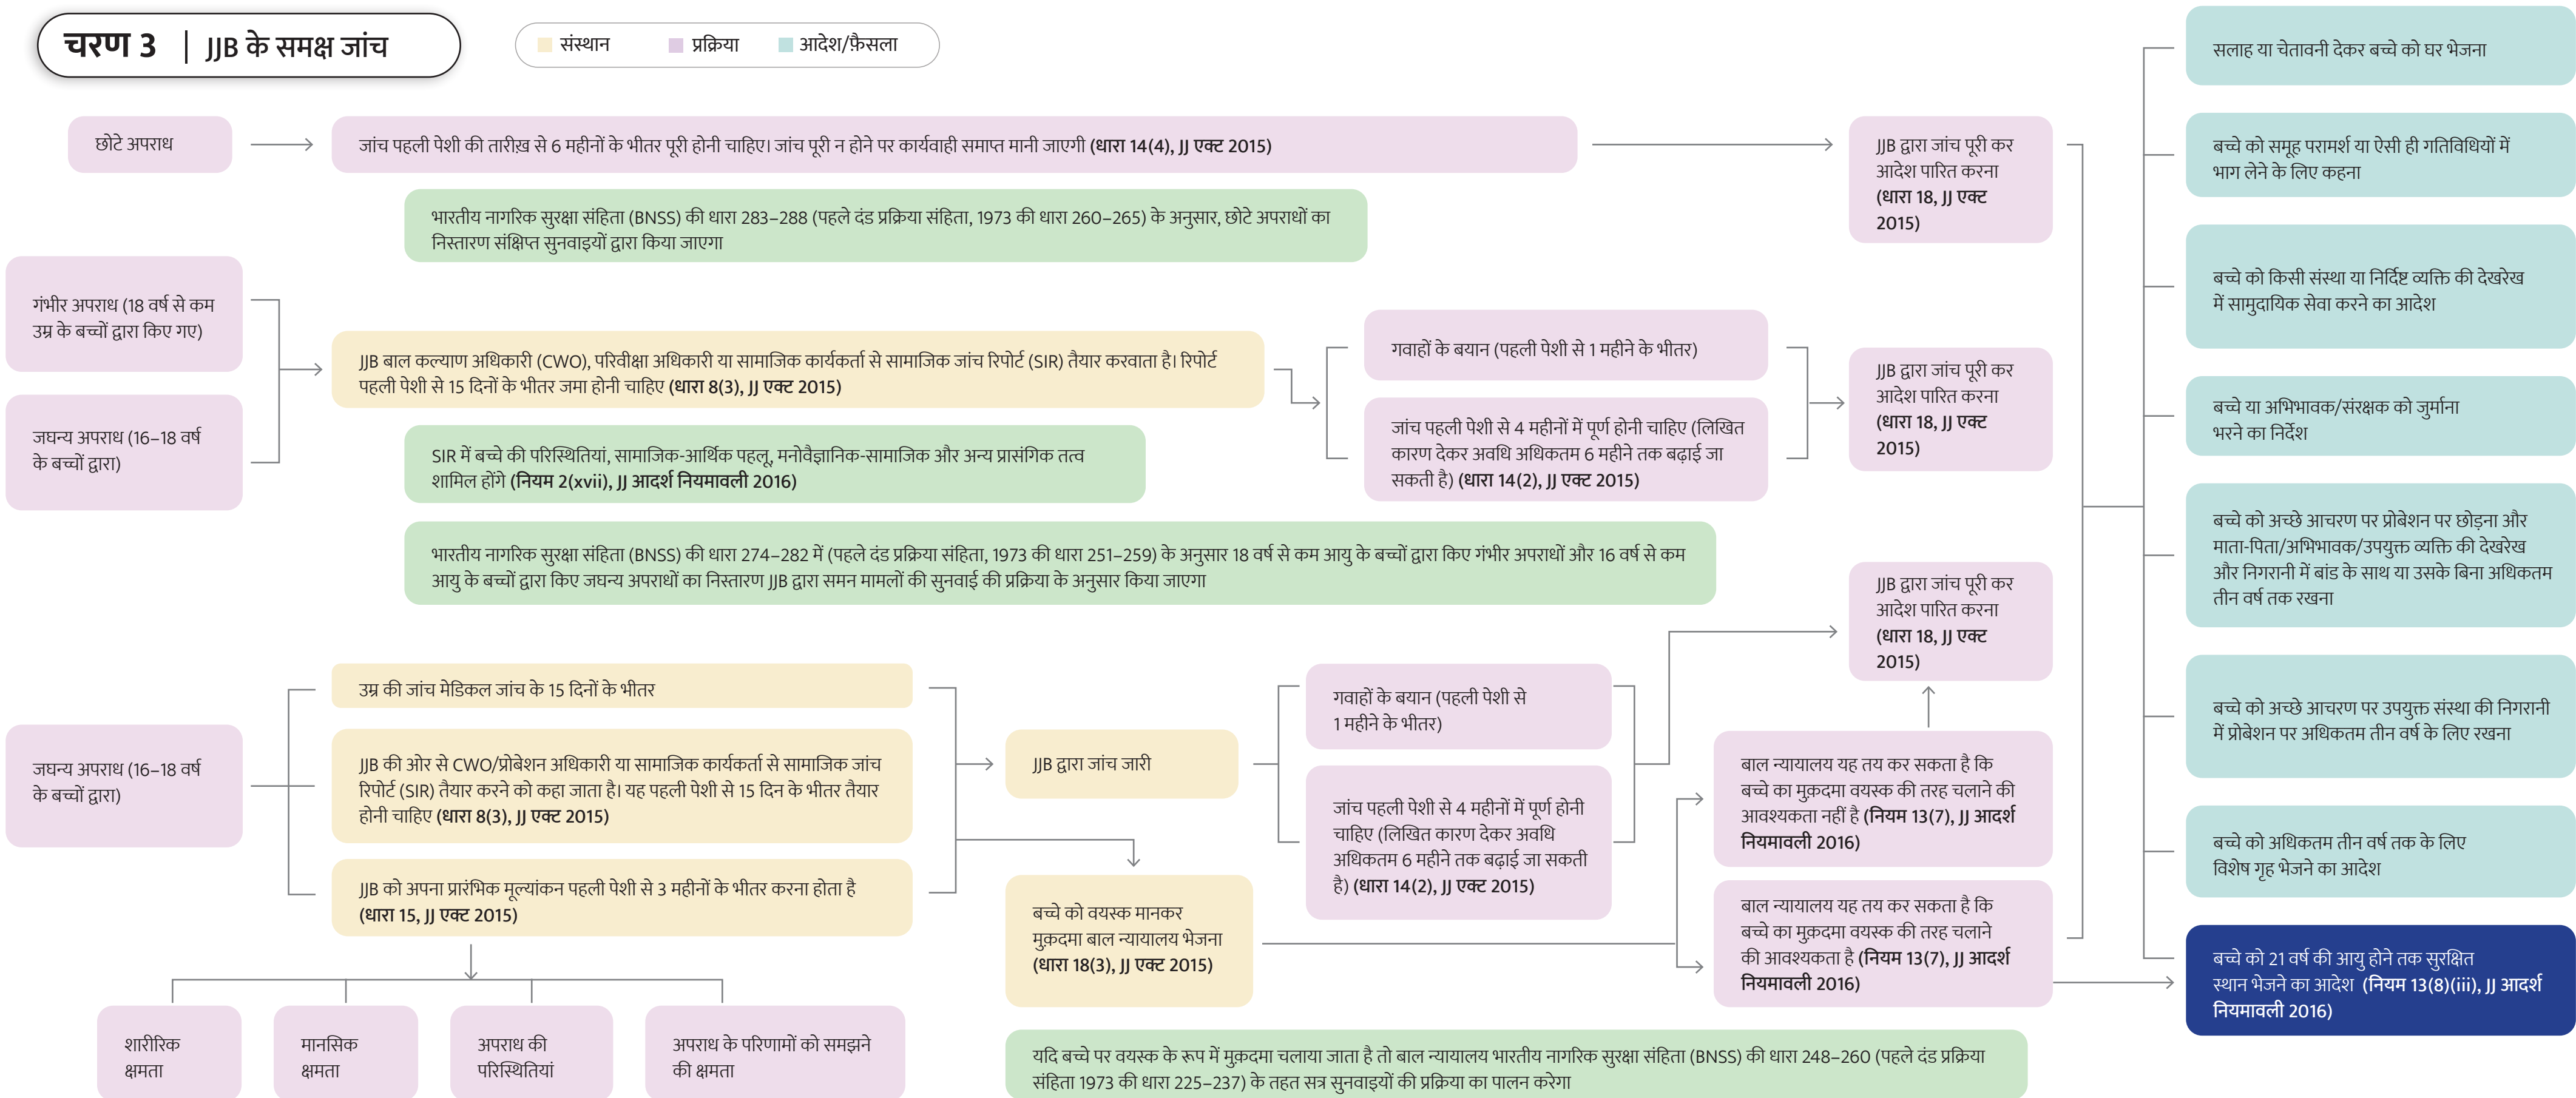 चरण 3 | JJB के समक्ष जांच
संस्थान
प्रक्रिया
आदेश/फ़ैसला
छोटे अपराध
जांच पहली पेशी की तारीख़ से 6 महीनों के भीतर पूरी होनी चाहिए। जांच पूरी न होने पर कार्यवाही समाप्त मानी जाएगी (धारा 14(4), JJ एक्ट 2015)
JJB द्वारा जांच पूरी कर
आदेश पारित करना
(धारा 18, JJ एक्ट
2015)
भारतीय नागरिक सुरक्षा संहिता (BNSS) की धारा 283–288 (पहले दंड प्रक्रिया संहिता, 1973 की धारा 260–265) के अनुसार, छोटे अपराधों का
निस्तारण संक्षिप्त सुनवाइयों द्वारा किया जाएगा
गंभीर अपराध (18 वर्ष से कम
उम्र के बच्चों द्वारा किए गए)
जघन्य अपराध (16–18 वर्ष
के बच्चों द्वारा)
JJB बाल कल्याण अधिकारी (CWO), परिवीक्षा अधिकारी या सामाजिक कार्यकर्ता से सामाजिक जांच रिपोर्ट (SIR) तैयार करवाता है। रिपोर्ट
पहली पेशी से 15 दिनों के भीतर जमा होनी चाहिए (धारा 8(3), JJ एक्ट 2015)
SIR में बच्चे की परिस्थितियां, सामाजिक-आर्थिक पहलू, मनोवैज्ञानिक-सामाजिक और अन्य प्रासंगिक तत्व
शामिल होंगे (नियम 2(xvii), JJ आदर्श नियमावली 2016)
गवाहों के बयान (पहली पेशी से 1 महीने के भीतर)
जांच पहली पेशी से 4 महीनों में पूर्ण होनी चाहिए (लिखित
कारण देकर अवधि अधिकतम 6 महीने तक बढ़ाई जा
सकती है) (धारा 14(2), JJ एक्ट 2015)
JJB द्वारा जांच पूरी कर
आदेश पारित करना
(धारा 18, JJ एक्ट
2015)
भारतीय नागरिक सुरक्षा संहिता (BNSS) की धारा 274–282 में (पहले दंड प्रक्रिया संहिता, 1973 की धारा 251–259) के अनुसार 18 वर्ष से कम आयु के बच्चों द्वारा किए गंभीर अपराधों और 16 वर्ष से कम
आयु के बच्चों द्वारा किए जघन्य अपराधों का निस्तारण JJB द्वारा समन मामलों की सुनवाई की प्रक्रिया के अनुसार किया जाएगा
जघन्य अपराध (16–18 वर्ष
के बच्चों द्वारा)
उम्र की जांच मेडिकल जांच के 15 दिनों के भीतर
JJB की ओर से CWO/प्रोबेशन अधिकारी या सामाजिक कार्यकर्ता से सामाजिक जांच
रिपोर्ट (SIR) तैयार करने को कहा जाता है। यह पहली पेशी से 15 दिन के भीतर तैयार
होनी चाहिए (धारा 8(3), JJ एक्ट 2015)
JJB को अपना प्रारंभिक मूल्यांकन पहली पेशी से 3 महीनों के भीतर करना होता है
(धारा 15, JJ एक्ट 2015)
शारीरिक
क्षमता
मानसिक
क्षमता
अपराध की
परिस्थितियां
अपराध के परिणामों को समझने
की क्षमता
JJB द्वारा जांच जारी
बच्चे को वयस्क मानकर
मुक़दमा बाल न्यायालय भेजना
(धारा 18(3), JJ एक्ट 2015)
गवाहों के बयान (पहली पेशी से
1 महीने के भीतर)
जांच पहली पेशी से 4 महीनों में पूर्ण होनी
चाहिए (लिखित कारण देकर अवधि
अधिकतम 6 महीने तक बढ़ाई जा सकती
है) (धारा 14(2), JJ एक्ट 2015)
JJB द्वारा जांच पूरी कर
आदेश पारित करना
(धारा 18, JJ एक्ट
2015)
बाल न्यायालय यह तय कर सकता है कि
बच्चे का मुक़दमा वयस्क की तरह चलाने की
आवश्यकता नहीं है (नियम 13(7), JJ आदर्श
नियमावली 2016)
बाल न्यायालय यह तय कर सकता है कि
बच्चे का मुक़दमा वयस्क की तरह चलाने
की आवश्यकता है (नियम 13(7), JJ आदर्श
नियमावली 2016)
यदि बच्चे पर वयस्क के रूप में मुक़दमा चलाया जाता है तो बाल न्यायालय भारतीय नागरिक सुरक्षा संहिता (BNSS) की धारा 248–260 (पहले दंड प्रक्रिया
संहिता 1973 की धारा 225–237) के तहत सत्र सुनवाइयों की प्रक्रिया का पालन करेगा
सलाह या चेतावनी देकर बच्चे को घर भेजना
बच्चे को समूह परामर्श या ऐसी ही गतिविधियों में
भाग लेने के लिए कहना
बच्चे को किसी संस्था या निर्दिष्ट व्यक्ति की देखरेख
में सामुदायिक सेवा करने का आदेश
बच्चे या अभिभावक/संरक्षक को जुर्माना
भरने का निर्देश
बच्चे को अच्छे आचरण पर प्रोबेशन पर छोड़ना और
माता-पिता/अभिभावक/उपयुक्त व्यक्ति की देखरेख
और निगरानी में बांड के साथ या उसके बिना अधिकतम
तीन वर्ष तक रखना
बच्चे को अच्छे आचरण पर उपयुक्त संस्था की निगरानी
में प्रोबेशन पर अधिकतम तीन वर्ष के लिए रखना
बच्चे को अधिकतम तीन वर्ष तक के लिए
विशेष गृह भेजने का आदेश
बच्चे को 21 वर्ष की आयु होने तक सुरक्षित
स्थान भेजने का आदेश (नियम 13(8)(iii), JJ आदर्श
नियमावली 2016)